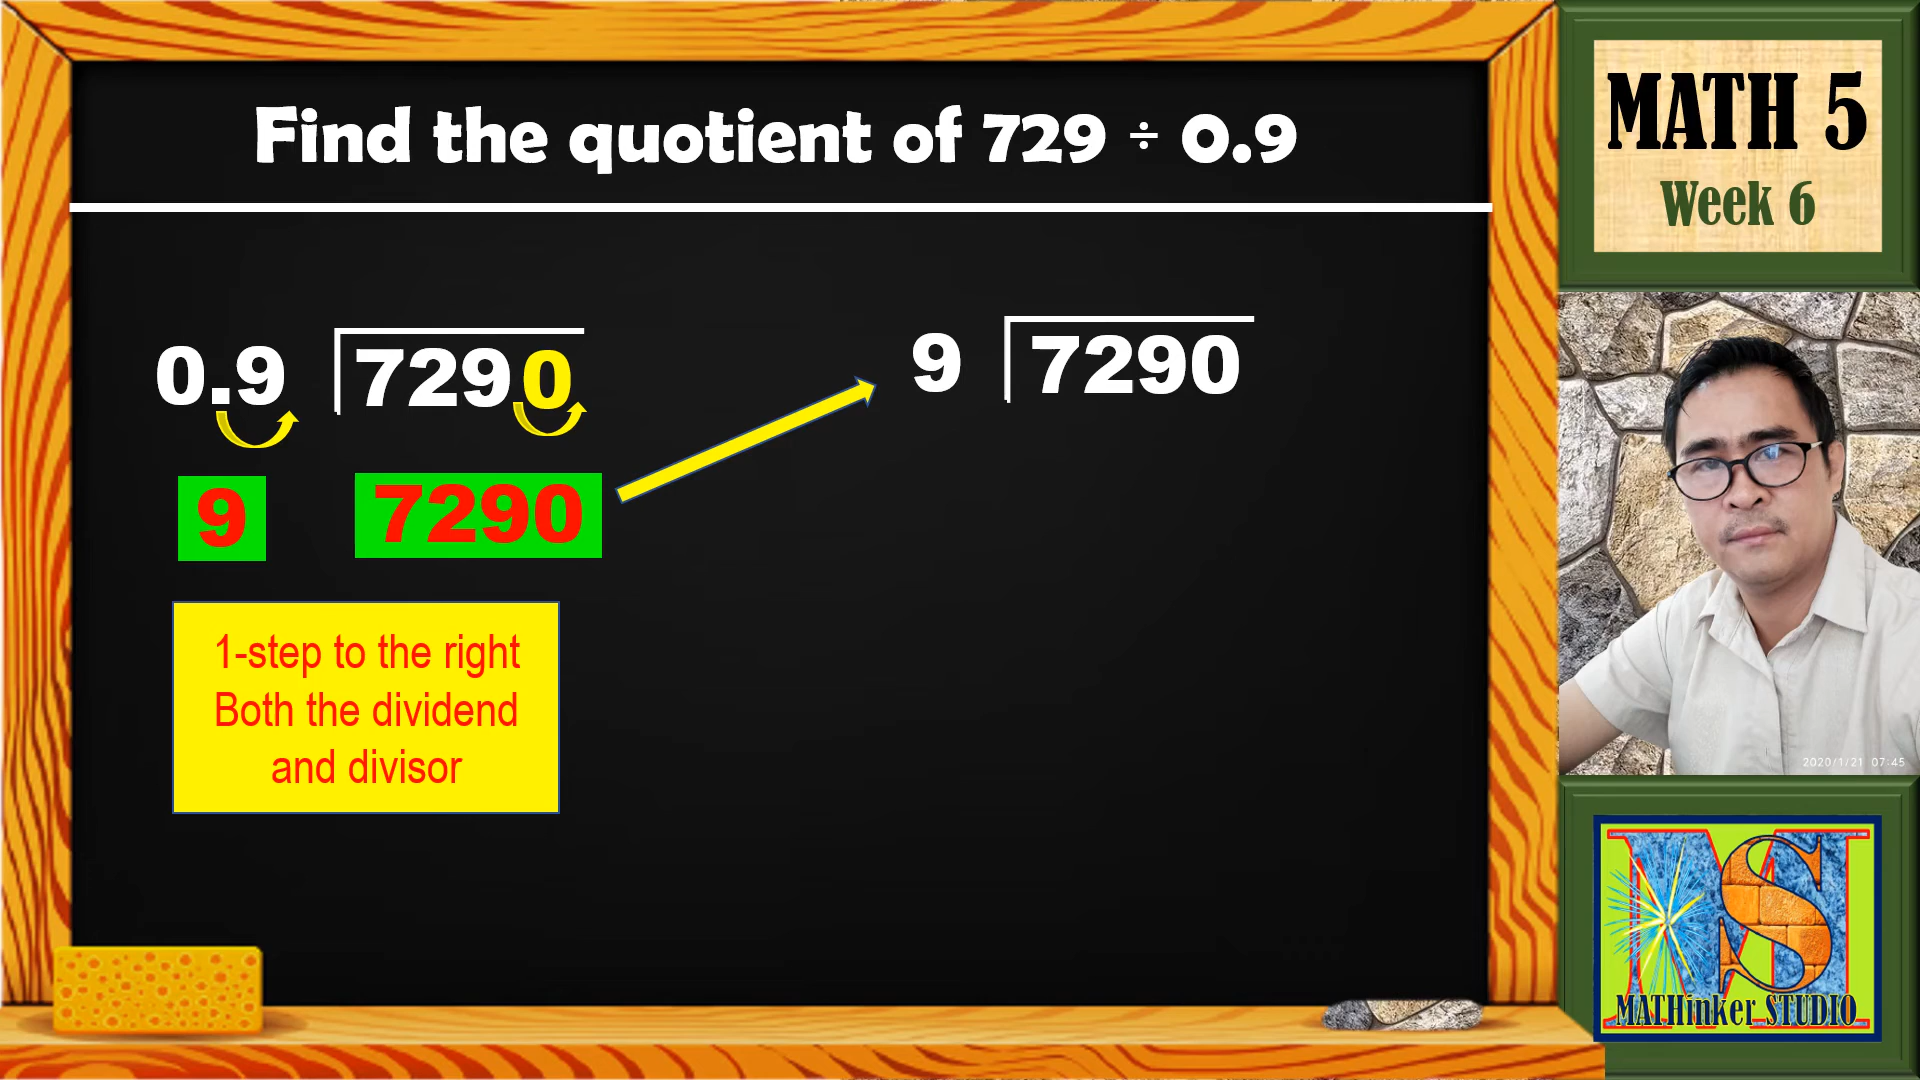 Find the quotient of 729 ÷ 0.9
0.9 7290
9 7290
9 7290
1-step to the right
Both the dividend
and divisor
MATH 5
Week 6
2020/1/21 07:45
MS
MATHinker STUDIO